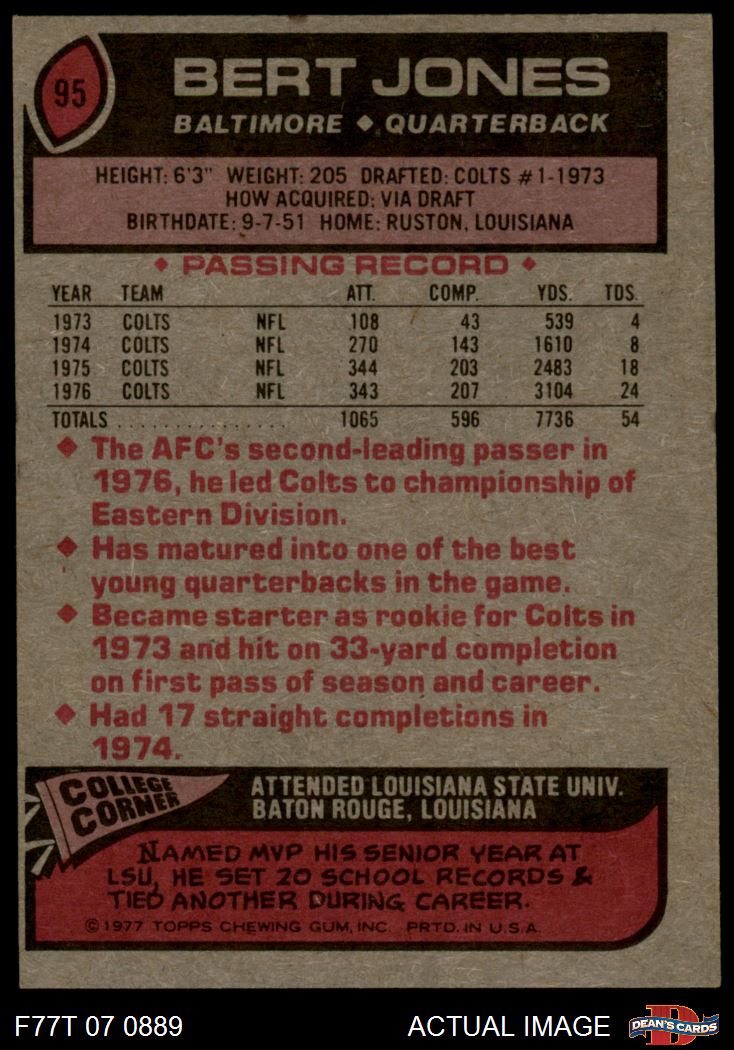 95
BERT JONES
BALTIMORE ◆ QUARTERBACK
HEIGHT: 6'3" WEIGHT: 205 DRAFTED: COLTS #1-1973
HOW ACQUIRED: VIA DRAFT
BIRTHDATE: 9-7-51 HOME: RUSTON, LOUISIANA
◆ PASSING RECORD ◆
YEAR TEAM ATT. COMP. YDS. TDS.
1973 COLTS NFL 108 43 539 4
1974 COLTS NFL 270 143 1610 8
1975 COLTS NFL 344 203 2483 18
1976 COLTS NFL 343 207 3104 24
TOTALS . . . . . . . . . . . . . . . 1065 596 7736 54
◆ The AFC's second-leading passer in
1976, he led Colts to championship of
Eastern Division.
◆ Has matured into one of the best
young quarterbacks in the game.
◆ Became starter as rookie for Colts in
1973 and hit on 33-yard completion
on first pass of season and career.
◆ Had 17 straight completions in
1974.
COLLEGE
CORNER
ATTENDED LOUISIANA STATE UNIV.
BATON ROUGE, LOUISIANA
NAMED MVP HIS SENIOR YEAR AT
LSU, HE SET 20 SCHOOL RECORDS &
TIED ANOTHER DURING CAREER.
© 1977 TOPPS CHEWING GUM, INC. PRTD. IN U.S.A.
F77T 07 0889
ACTUAL IMAGE
D
DEAN'S CARDS